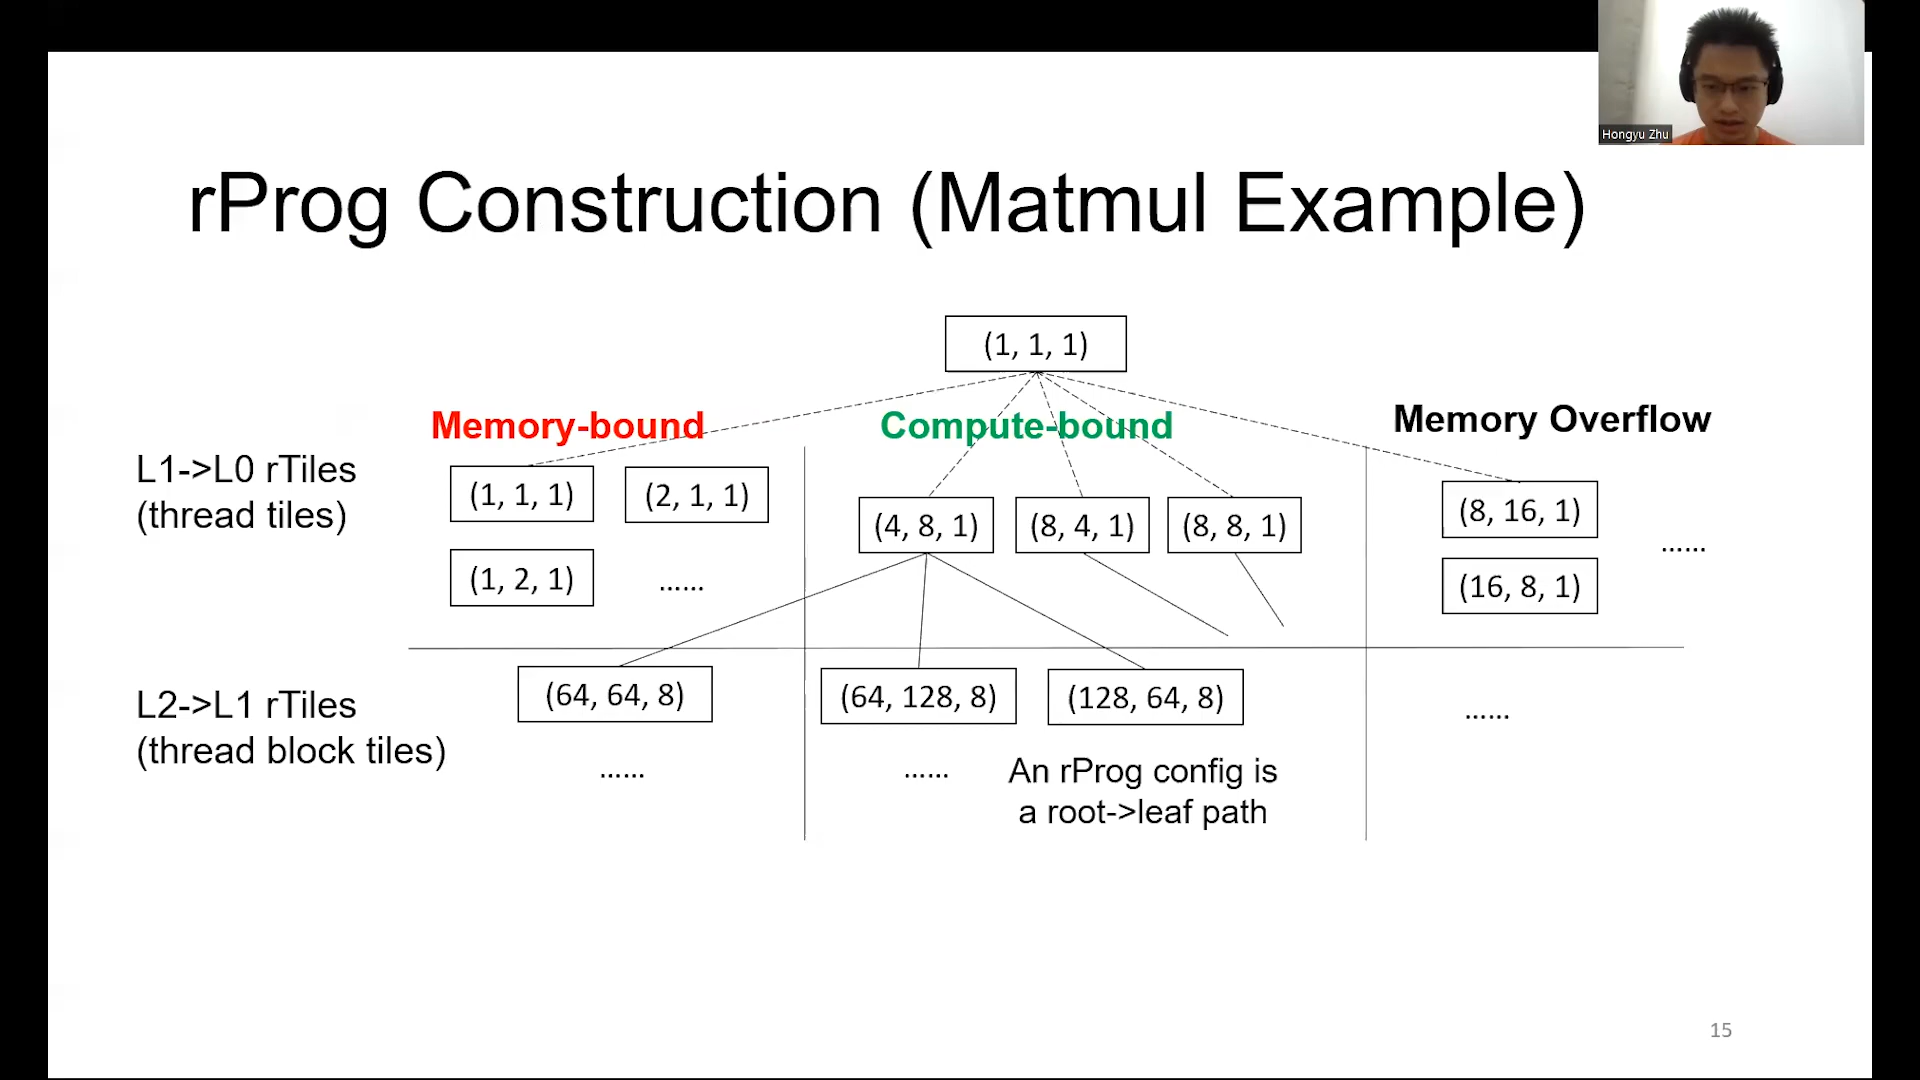 Hongyu Zhu
rProg Construction (Matmul Example)
(1, 1, 1)
Memory-bound
Compute-bound
Memory Overflow
L1->L0 rTiles
(thread tiles)
(1, 1, 1)
(2, 1, 1)
(1, 2, 1)
......
(4, 8, 1)
(8, 4, 1)
(8, 8, 1)
(8, 16, 1)
(16, 8, 1)
......
L2->L1 rTiles
(thread block tiles)
(64, 64, 8)
......
(64, 128, 8)
(128, 64, 8)
......
An rProg config is
a root->leaf path
......
15